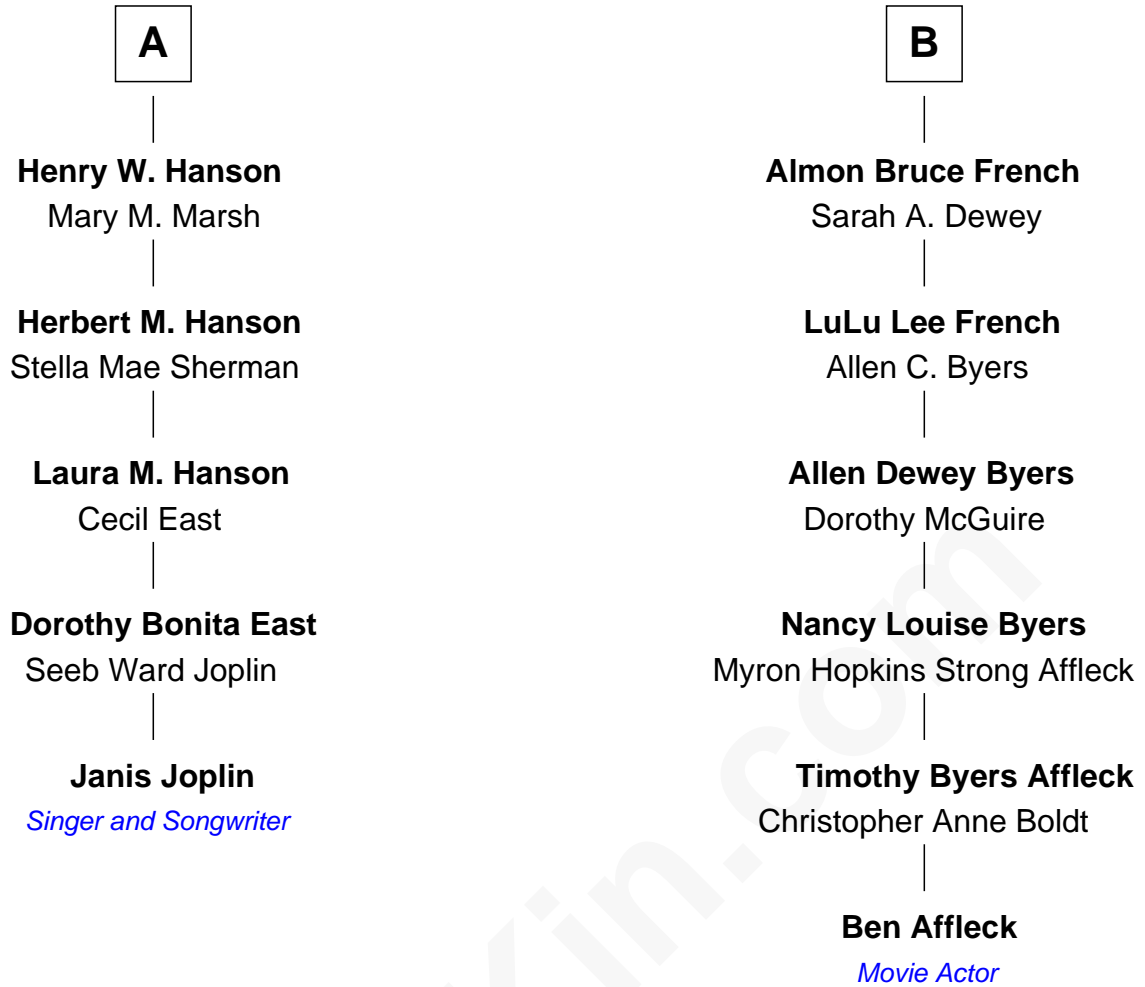 A
Henry W. Hanson
Mary M. Marsh
Herbert M. Hanson
Stella Mae Sherman
Laura M. Hanson
Cecil East
Dorothy Bonita East
Seeb Ward Joplin
Janis Joplin
Singer and Songwriter
B
Almon Bruce French
Sarah A. Dewey
LuLu Lee French
Allen C. Byers
Allen Dewey Byers
Dorothy McGuire
Nancy Louise Byers
Myron Hopkins Strong Affleck
Timothy Byers Affleck
Christopher Anne Boldt
Ben Affleck
Movie Actor
Kin.com